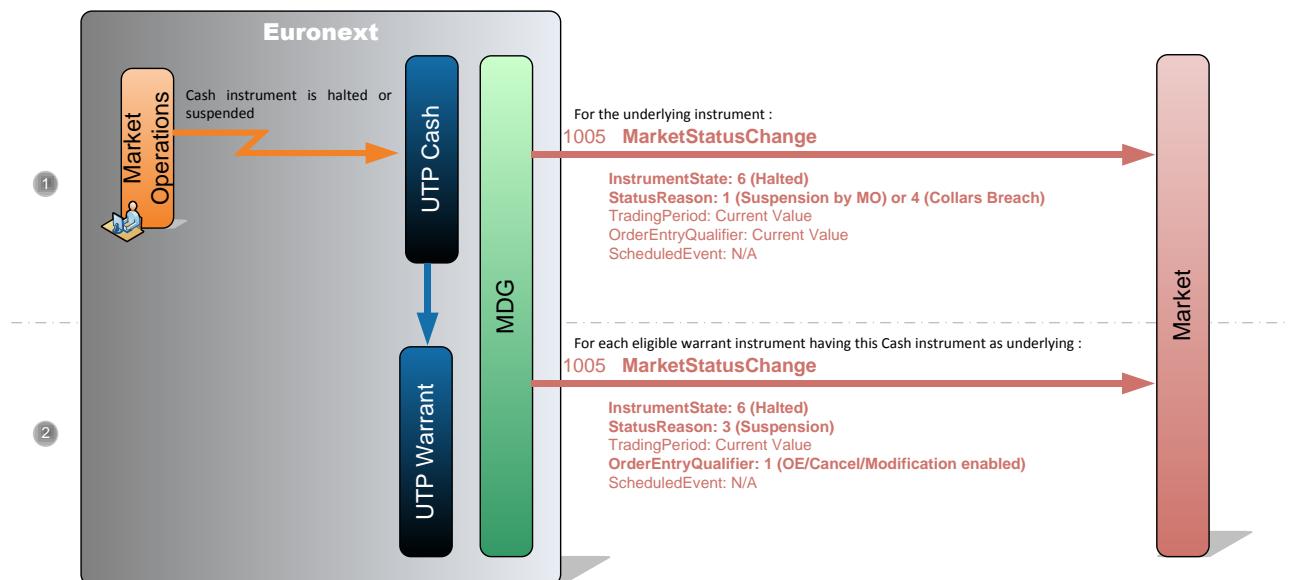 Euronext
Market
Operations
Cash instrument is halted or
suspended
UTP Cash
MDG
For the underlying instrument :
1005 MarketStatusChange
InstrumentState: 6 (Halted)
StatusReason: 1 (Suspension by MO) or 4 (Collars Breach)
TradingPeriod: Current Value
OrderEntryQualifier: Current Value
ScheduledEvent: N/A
Market
1
For each eligible warrant instrument having this Cash instrument as underlying :
1005 MarketStatusChange
InstrumentState: 6 (Halted)
StatusReason: 3 (Suspension)
TradingPeriod: Current Value
OrderEntryQualifier: 1 (OE/Cancel/Modification enabled)
ScheduledEvent: N/A
UTP Warrant
2